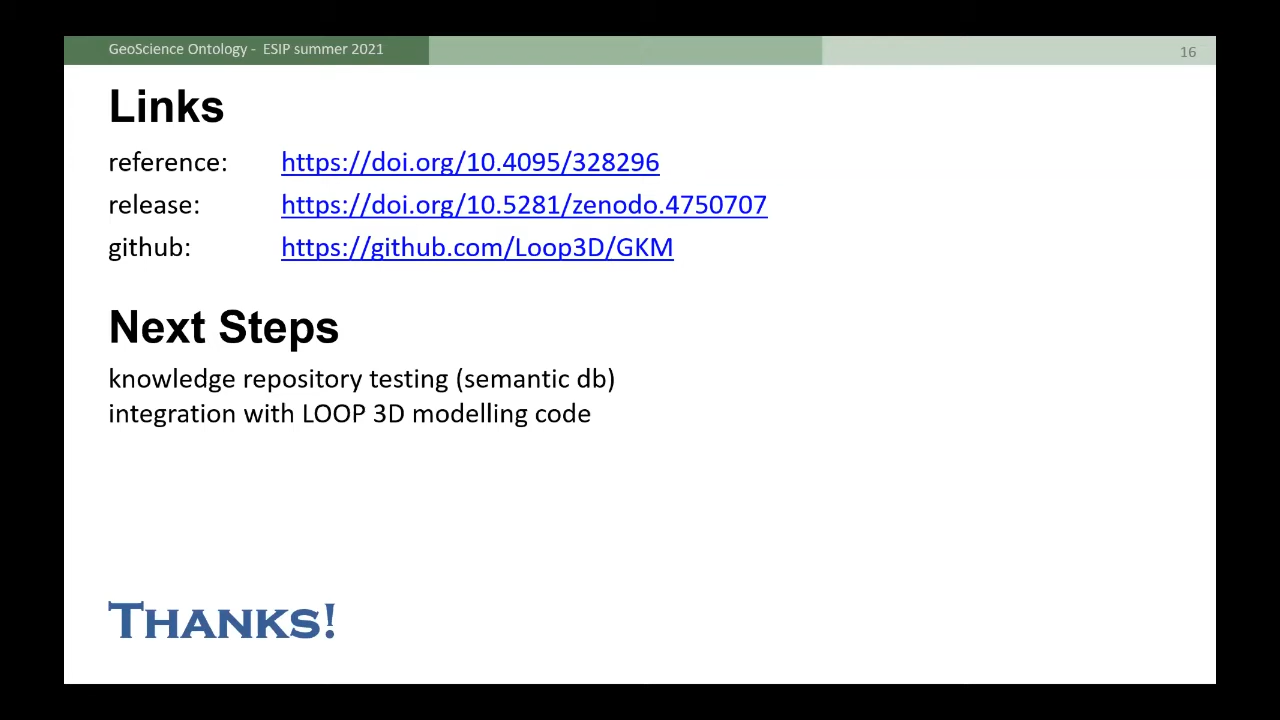 GeoScience Ontology - ESIP summer 2021
16
Links
reference: https://doi.org/10.4095/328296
release: https://doi.org/10.5281/zenodo.4750707
github: https://github.com/Loop3D/GKM
Next Steps
knowledge repository testing (semantic db)
integration with LOOP 3D modelling code
THANKS!